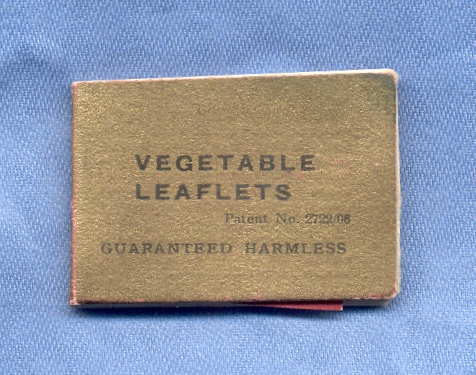 VEGETABLE
LEAFLETS
Patent No. 2722/08
GUARANTEED HARMLESS